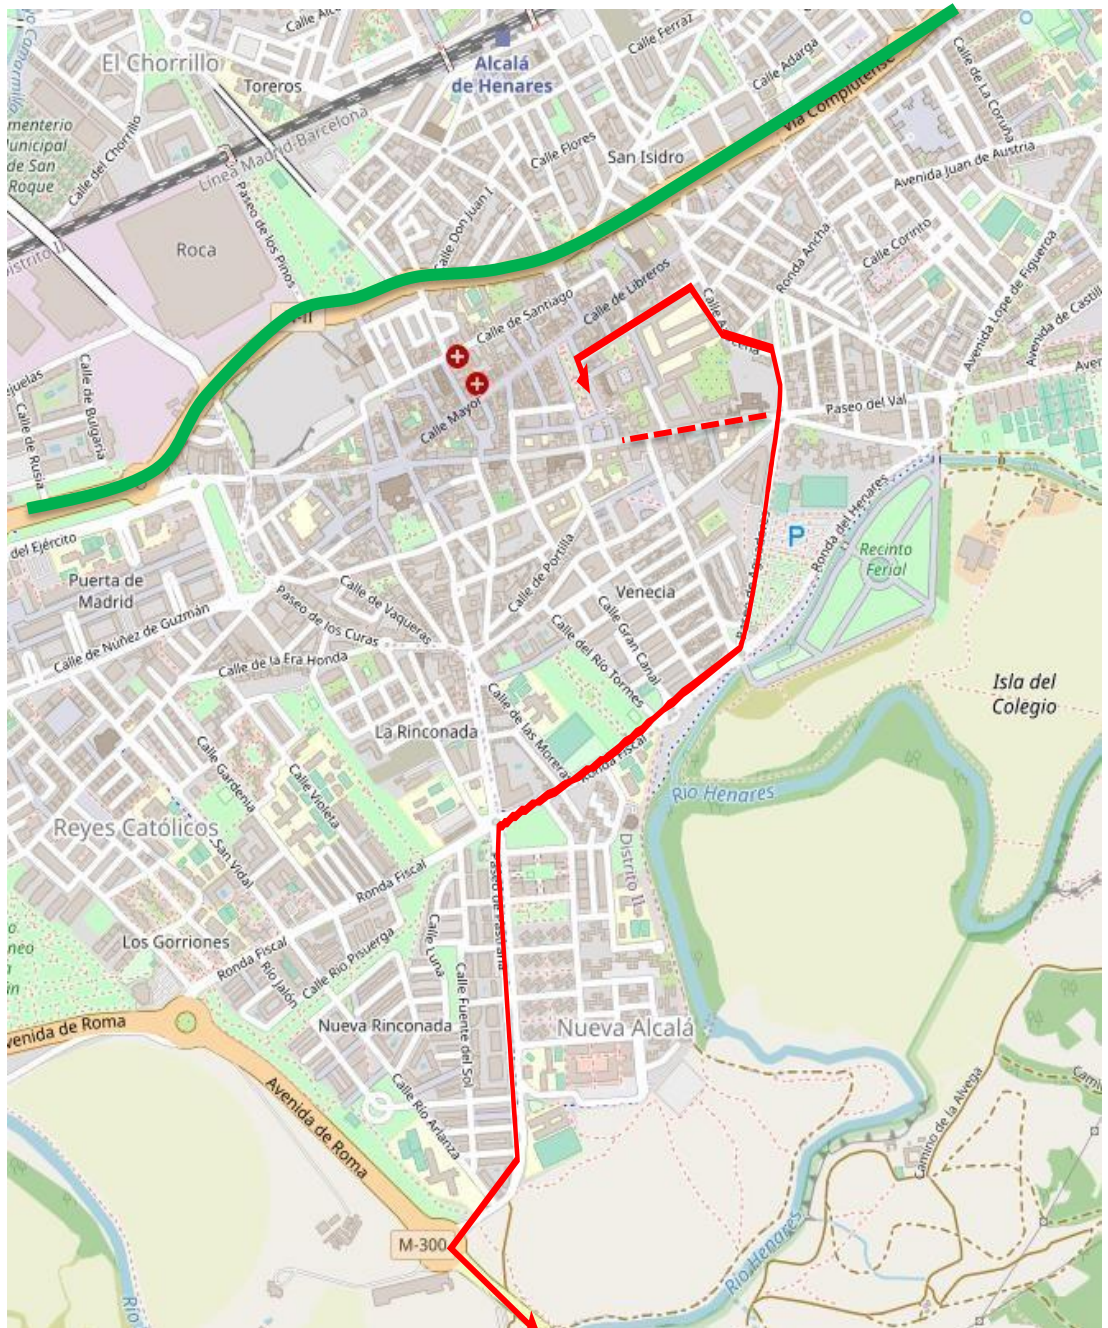 Calle Ferraz
El Chorrillo
Alcalá
de Henares
Toreros
Calle Adarga
Vía Complutense
Calle de La Coruña
Línea Madrid-Barcelona
Calle del Chorrillo
Calle Flores
San Isidro
Avenida Juan de Austria
Roque
Paseo de los Pinos
Calle Don Juan I
Roca
Ronda Ancha
Calle Corinto
Avenida Lope de Figueroa
Calle de Libreros
Calle de Santiago
Avenida de Castill
Calle de Bulgaria
Calle de Rusia
Calle Mayor
Paseo del Val
del Ejército
Puerta de
Madrid
P
Ronda del Henares
Recinto
Ferial
Calle de Portilla
Venecia
Calle de Vaqueras
Paseo de los Curas
Calle de Núñez de Guzmán
Calle Gran Canal
Calle del Río Tormes
Calle de la Era Honda
Isla del
Colegio
Calle de las Moreras
La Rinconada
Ronda Fiscal
Calle Gardenia
Calle Violeta
Río Henares
Reyes Católicos
San Vidal
Distrito II
Ronda Fiscal
Paseo de Pastrana
Calle Luna
Los Gorriones
Ronda Fiscal
Calle Río Pisuerga
Río Jalón
Calle Fuente del Sol
Nueva Rinconada
Nueva Alcalá
venida de Roma
Avenida de Roma
Calle Río Arlanza
Camino de la Alvega
M-300
Río Henares
Río